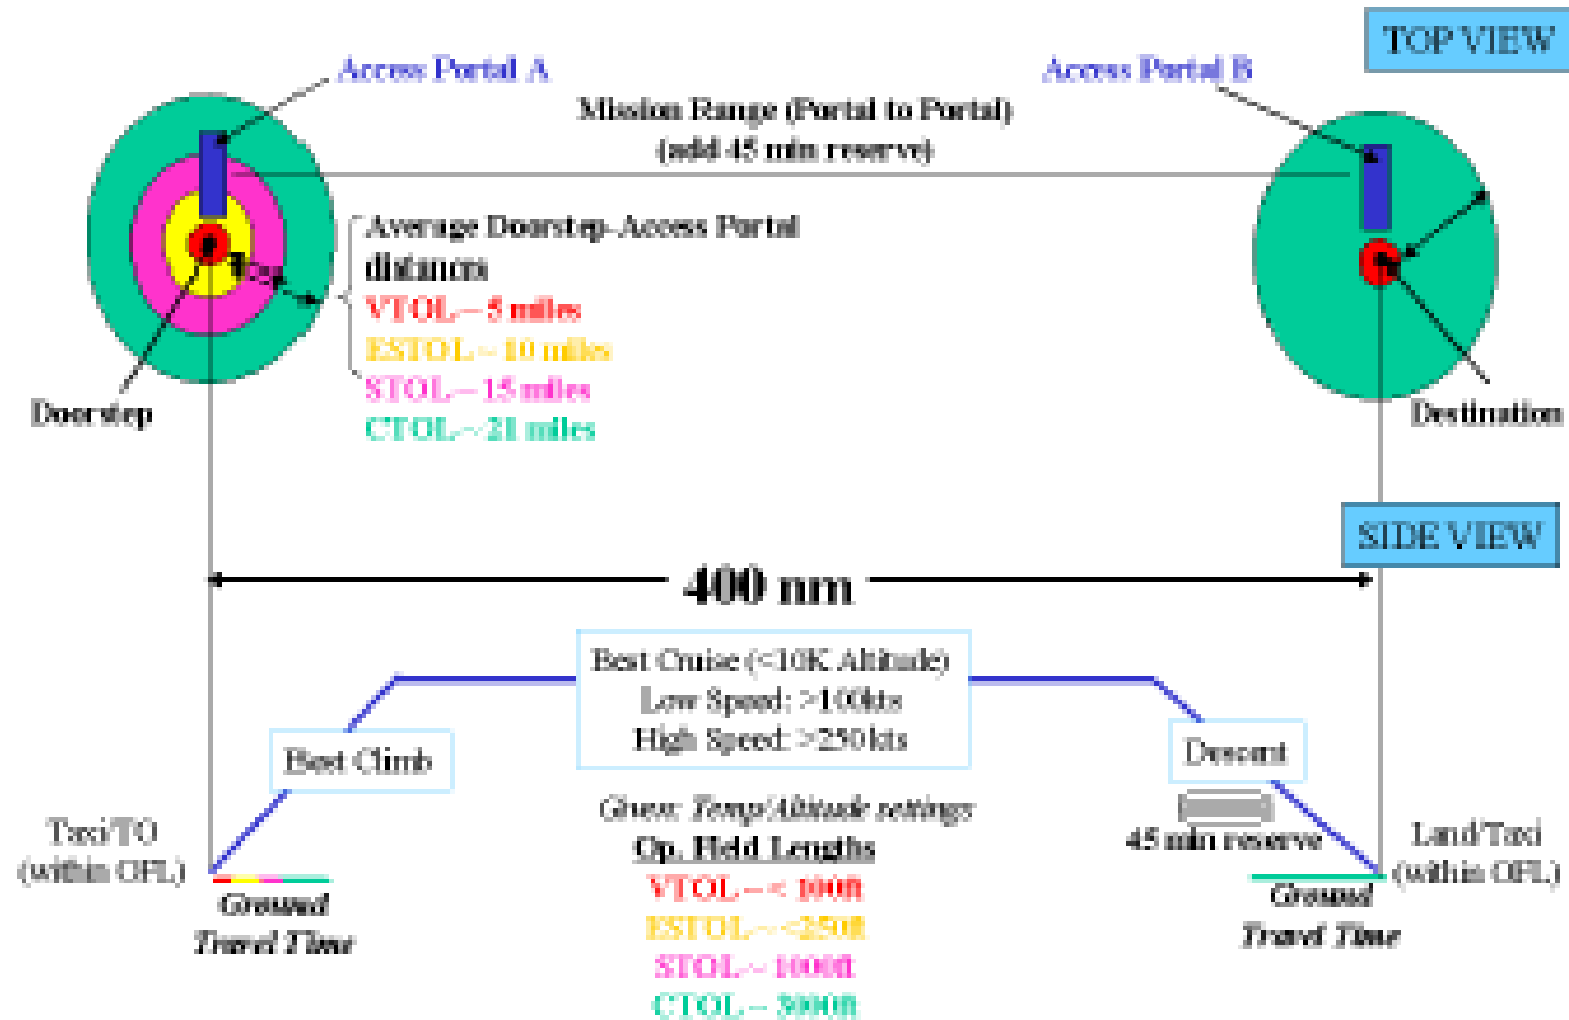 TOP VIEW
Access Portal A
Access Portal B
Mission Range (Portal to Portal)
(add 45 min reserve)
Average Doorstep-Access Portal
distances
VTOL – 5 miles
ESTOL ~ 10 miles
STOL – 15 miles
CTOL ~ 21 miles
Doorstep
Destination
SIDE VIEW
400 nm
Best Cruise (<10K Altitude)
Low Speed: >100kts
High Speed: >250kts
Best Climb
Descent
Given: Temp/Altitude settings
Op. Field Lengths
VTOL – < 100ft
ESTOL ~ <250ft
STOL ~ 1000ft
CTOL – 3000ft
45 min reserve
Taxi/TO
(within OFL)
Land/Taxi
(within OFL)
Ground
Travel Time
Ground
Travel Time